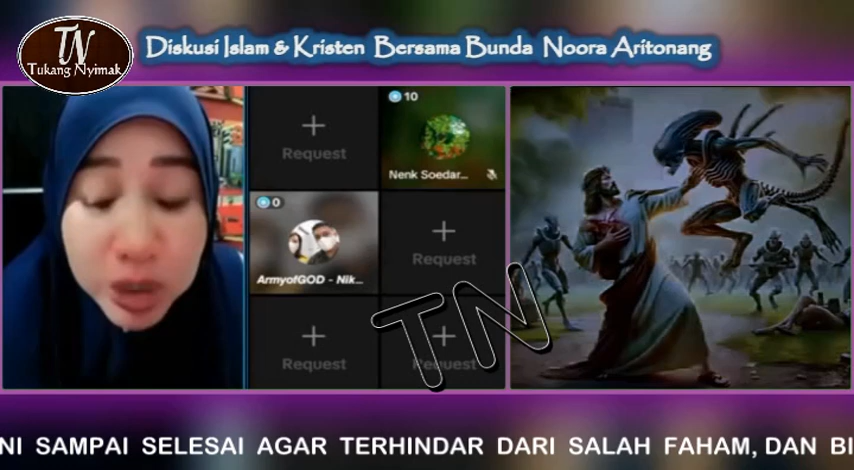 TN
Tukang Nyimak
Diskusi Islam & Kristen Bersama Bunda Noora Aritonang
Request
10
Nenk Soedar...
0
ArmyofGOD - Nik...
Request
TN
Request
Request
NI SAMPAI SELESAI AGAR TERHINDAR DARI SALAH FAHAM, DAN BI